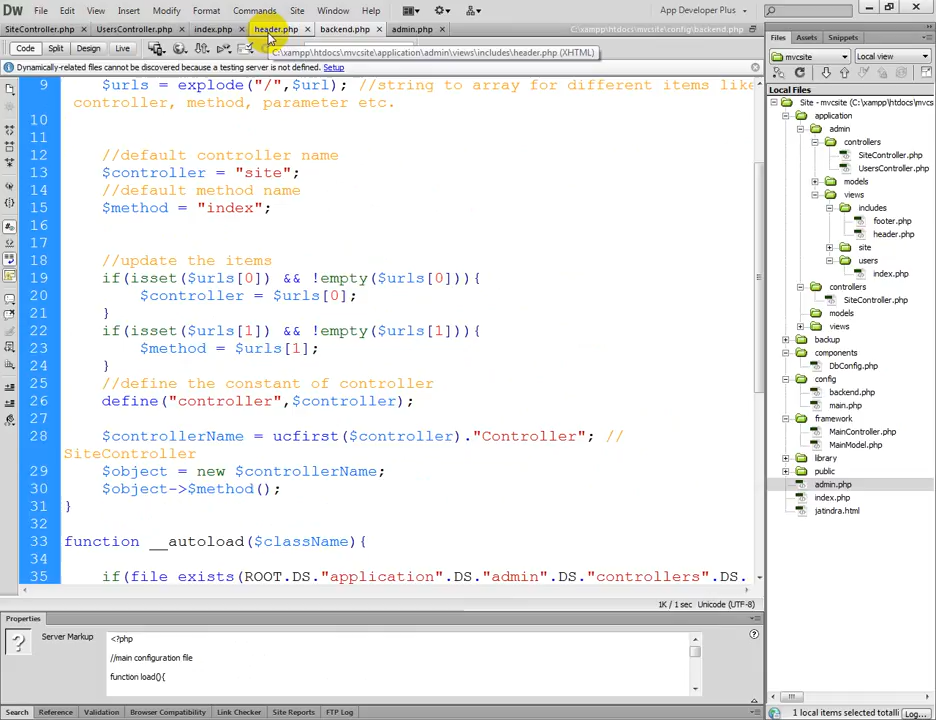 DW File Edit View Insert Modify Format Commands Site Window Help App Developer Plus
SiteController.php × UsersController.php × index.php × header.php × backend.php × admin.php × C:\xampp\htdocs\mvcsite\config\backend.php
Code Split Design Live
C:\xampp\htdocs\mvcsite\application\admin\views\includes\header.php (XHTML)
Dynamically-related files cannot be discovered because a testing server is not defined. Setup
9 $urls = explode("/",$url); //string to array for different items like
controller, method, parameter etc.
10
11
12 //default controller name
13 $controller = "site";
14 //default method name
15 $method = "index";
16
17
18 //update the items
19 if(isset($urls[0]) && !empty($urls[0])){
20 $controller = $urls[0];
21 }
22 if(isset($urls[1]) && !empty($urls[1])){
23 $method = $urls[1];
24 }
25 //define the constant of controller
26 define("controller",$controller);
27
28 $controllerName = ucfirst($controller)."Controller"; //
SiteController
29 $object = new $controllerName;
30 $object->$method();
31 }
32
33 function __autoload($className){
34
35 if(file exists(ROOT.DS."application".DS."admin".DS."controllers".DS.
1K / 1 sec Unicode (UTF-8)
Properties
Server Markup
<?php
//main configuration file
function load(){
Search Reference Validation Browser Compatibility Link Checker Site Reports FTP Log
Files Assets Snippets
mvcsite Local view
Local Files
Site - mvcsite (C:\xampp\htdocs\mvcs
application
admin
controllers
SiteController.php
UsersController.php
models
views
includes
footer.php
header.php
site
users
index.php
controllers
SiteController.php
models
views
backup
components
DbConfig.php
config
backend.php
main.php
framework
MainController.php
MainModel.php
library
public
admin.php
index.php
jatindra.html
1 local items selected totalli Log...